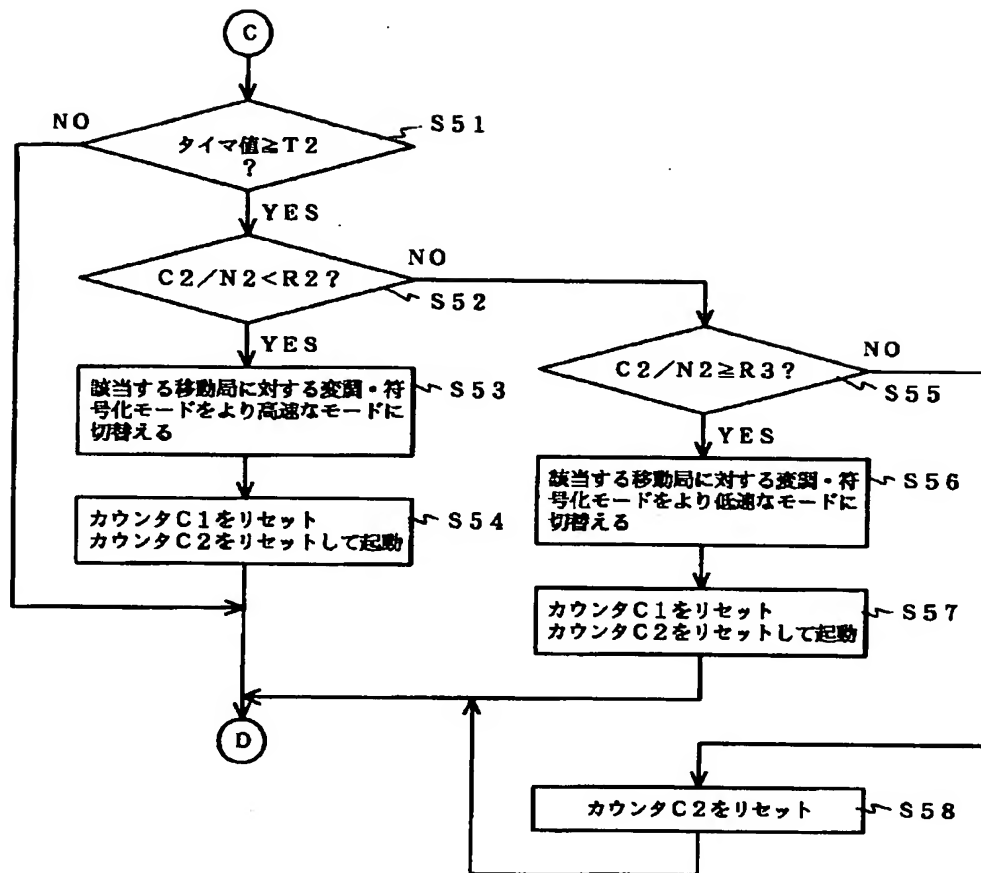 C
NO
S51
タイマ値≧T2
?
YES
NO
C2/N2<R2?
S52
YES
該当する移動局に対する変調・符
号化モードをより高速なモードに
切替える
S53
カウンタC1をリセット
カウンタC2をリセットして起動
S54
C2/N2≧R3?
NO
S55
YES
該当する移動局に対する変調・符
号化モードをより低速なモードに
切替える
S56
カウンタC1をリセット
カウンタC2をリセットして起動
S57
D
カウンタC2をリセット
S58